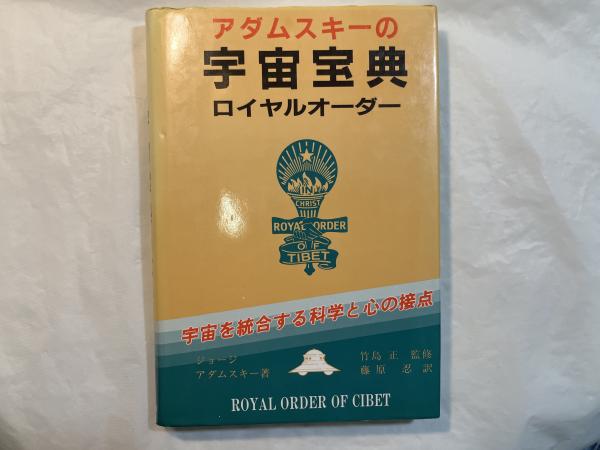 アダムスキーの
宇宙宝典
ロイヤルオーダー
IN
CHRIST
ROYAL ORDER
OF
TIBET
宇宙を統合する科学と心の接点
ジョージ
アダムスキー著
竹島 正 監修
藤原 忍 訳
ROYAL ORDER OF CIBET